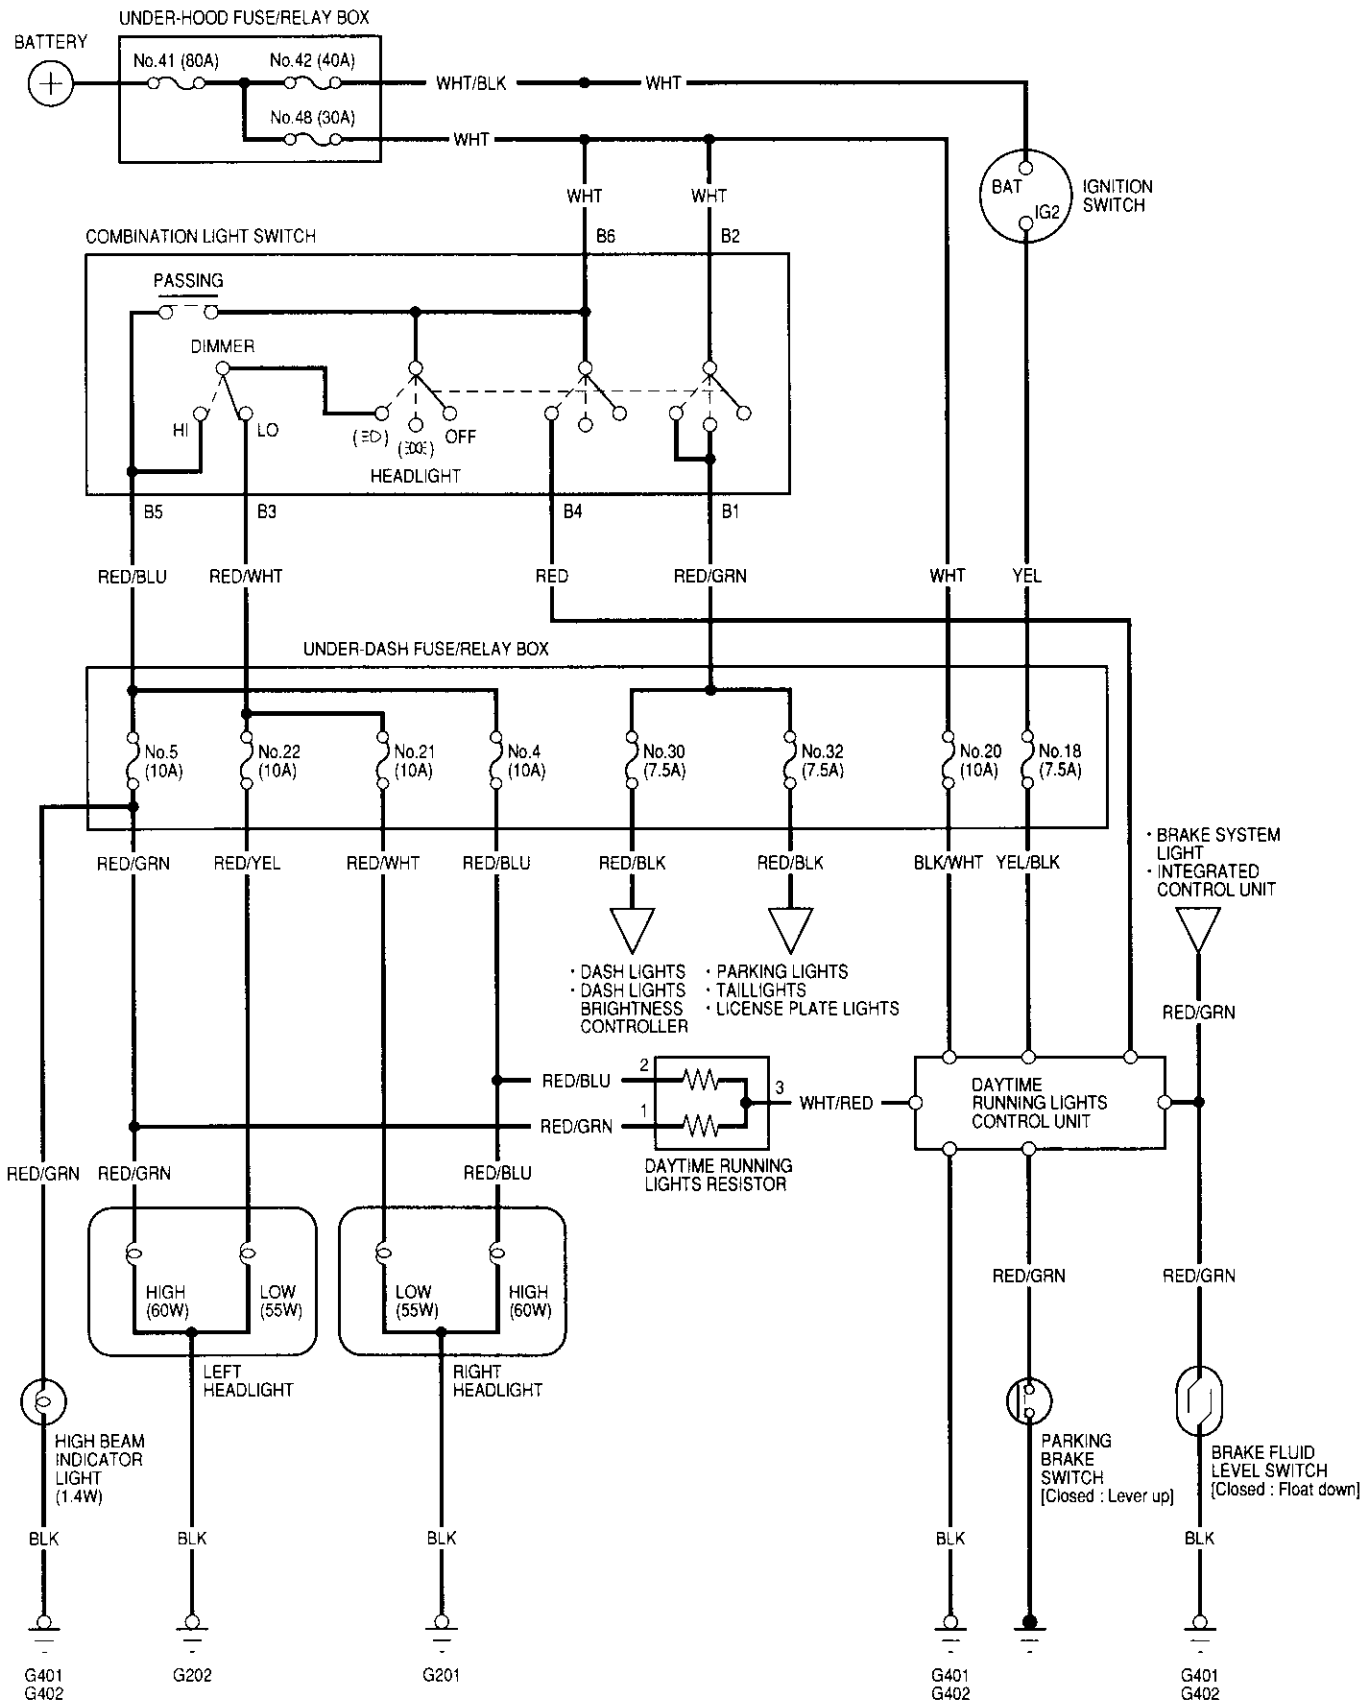 UNDER-HOOD FUSE/RELAY BOX
BATTERY
No.41 (80A)
No.42 (40A)
WHT/BLK
WHT
No.48 (30A)
WHT
BAT
IGNITION
SWITCH
WHT
WHT
IG2
COMBINATION LIGHT SWITCH
B6
B2
PASSING
DIMMER
HI
LO
OFF
HEADLIGHT
B5
B3
B4
B1
RED/BLU
RED/WHT
RED
RED/GRN
WHT
YEL
UNDER-DASH FUSE/RELAY BOX
No.5
(10A)
No.22
(10A)
No.21
(10A)
No.4
(10A)
No.30
(7.5A)
No.32
(7.5A)
No.20
(10A)
No.18
(7.5A)
· BRAKE SYSTEM
LIGHT
· INTEGRATED
CONTROL UNIT
RED/GRN
RED/YEL
RED/WHT
RED/BLU
RED/BLK
RED/BLK
BLK/WHT
YEL/BLK
· DASH LIGHTS
· DASH LIGHTS
BRIGHTNESS
CONTROLLER
· PARKING LIGHTS
· TAILLIGHTS
· LICENSE PLATE LIGHTS
RED/GRN
RED/BLU
2
3
WHT/RED
DAYTIME
RUNNING LIGHTS
CONTROL UNIT
RED/GRN
1
DAYTIME RUNNING
LIGHTS RESISTOR
RED/GRN
RED/GRN
RED/BLU
HIGH
(60W)
LOW
(55W)
LOW
(55W)
HIGH
(60W)
RED/GRN
RED/GRN
LEFT
HEADLIGHT
RIGHT
HEADLIGHT
HIGH BEAM
INDICATOR
LIGHT
(1.4W)
PARKING
BRAKE
SWITCH
[Closed : Lever up]
BRAKE FLUID
LEVEL SWITCH
[Closed : Float down]
BLK
BLK
BLK
BLK
BLK
G401
G402
G202
G201
G401
G402
G401
G402